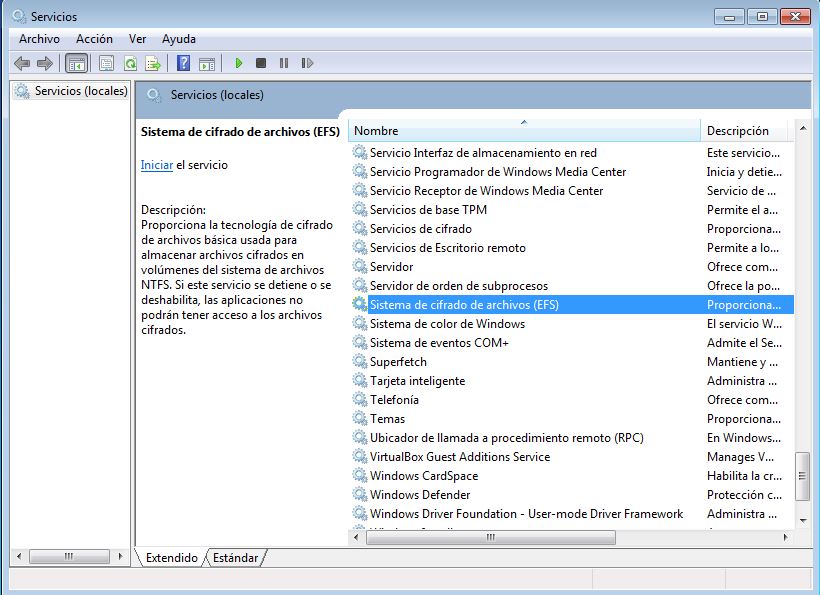 Servicios
Archivo Acción Ver Ayuda
Servicios (locales)
Servicios (locales)
Sistema de cifrado de archivos (EFS)
Iniciar el servicio
Descripción:
Proporciona la tecnología de cifrado
de archivos básica usada para
almacenar archivos cifrados en
volúmenes del sistema de archivos
NTFS. Si este servicio se detiene o se
deshabilita, las aplicaciones no
podrán tener acceso a los archivos
cifrados.
Nombre Descripción
Servicio Interfaz de almacenamiento en red Este servicio...
Servicio Programador de Windows Media Center Inicia y detie...
Servicio Receptor de Windows Media Center Servicio de ...
Servicios de base TPM Permite el a...
Servicios de cifrado Proporciona...
Servicios de Escritorio remoto Permite a lo...
Servidor Ofrece com...
Servidor de orden de subprocesos Ofrece la po...
Sistema de cifrado de archivos (EFS) Proporciona...
Sistema de color de Windows El servicio W...
Sistema de eventos COM+ Admite el Se...
Superfetch Mantiene y ...
Tarjeta inteligente Administra ...
Telefonía Ofrece com...
Temas Proporciona...
Ubicador de llamada a procedimiento remoto (RPC) En Windows...
VirtualBox Guest Additions Service Manages V...
Windows CardSpace Habilita la cr...
Windows Defender Protección c...
Windows Driver Foundation - User-mode Driver Framework Administra ...
Extendido Estándar